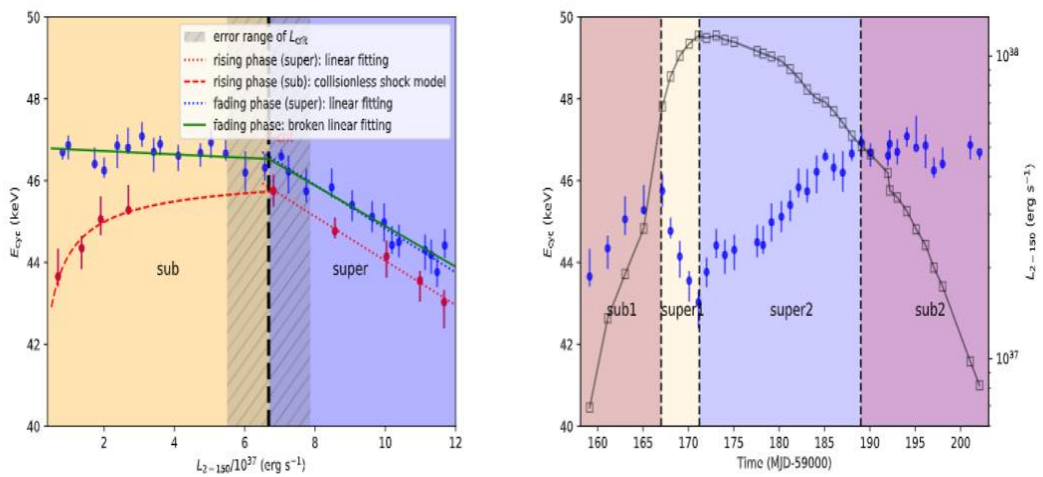 50
48
46
44
42
40
E_cyc (keV)
error range of L_crit
rising phase (super): linear fitting
rising phase (sub): collisionless shock model
fading phase (super): linear fitting
fading phase: broken linear fitting
sub
super
2
4
6
8
10
12
L_2−150/10^37 (erg s^−1)
50
48
46
44
42
40
E_cyc (keV)
sub1
super1
super2
sub2
160
165
170
175
180
185
190
195
200
Time (MJD-59000)
10^38
10^37
L_2−150 (erg s^−1)